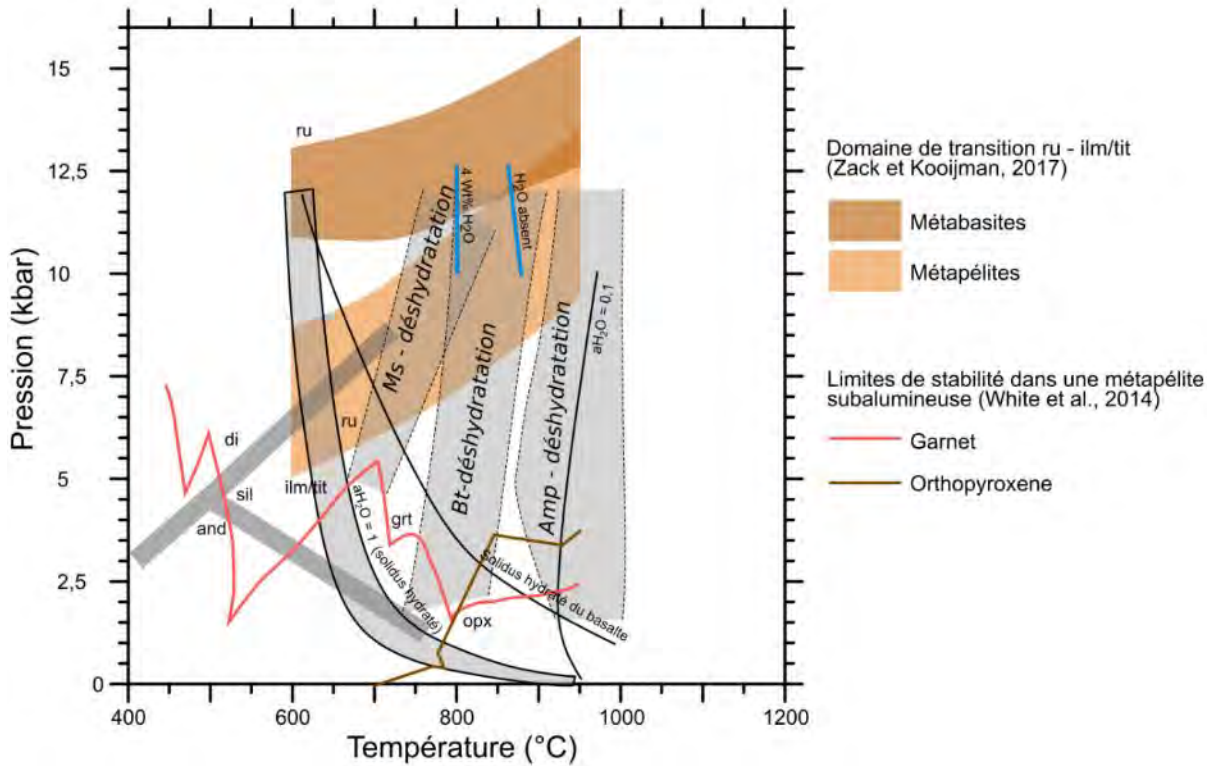 Pression (kbar)
15
12,5
10
7,5
5
2,5
0
400
600
800
1000
1200
Température (°C)
ru
4 Wt% H₂O
H₂O absent
Ms - déshydratation
Bt-déshydratation
Amp - déshydratation
aH₂O = 0,1
di
sil
and
ru
ilm/tit
aH₂O = 1 (solidus hydraté)
grt
opx
Solidus hydraté du basalte
Domaine de transition ru - ilm/tit
(Zack et Kooijman, 2017)
Métabasites
Métapélites
Limites de stabilité dans une métapélite
subalumineuse (White et al., 2014)
Garnet
Orthopyroxene